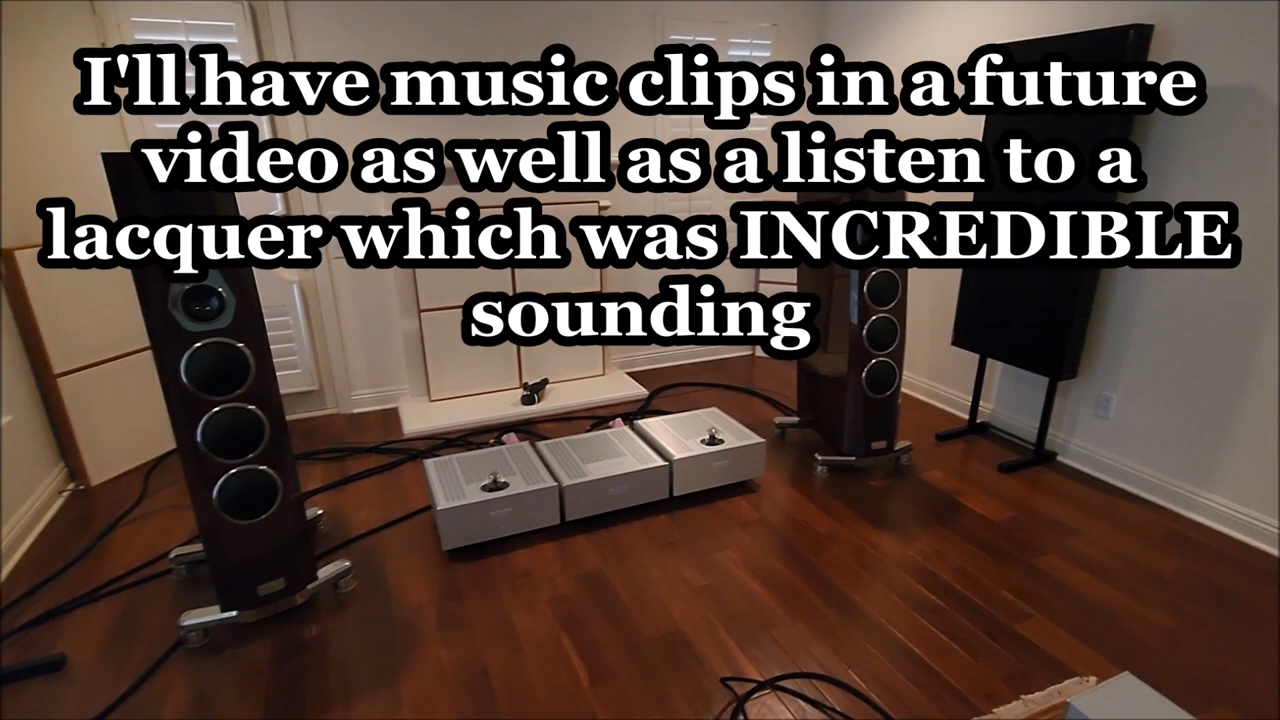 I'll have music clips in a future
video as well as a listen to a
lacquer which was INCREDIBLE
sounding